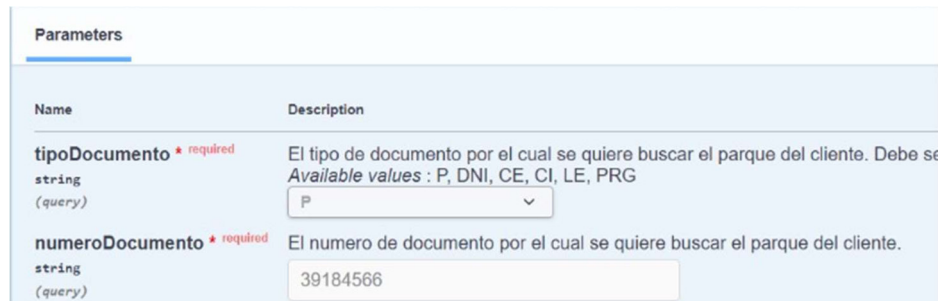 Parameters
Name Description
tipoDocumento * required
El tipo de documento por el cual se quiere buscar el parque del cliente. Debe se
string
Available values : P, DNI, CE, CI, LE, PRG
(query)
P
numeroDocumento * required
El numero de documento por el cual se quiere buscar el parque del cliente.
string
39184566
(query)